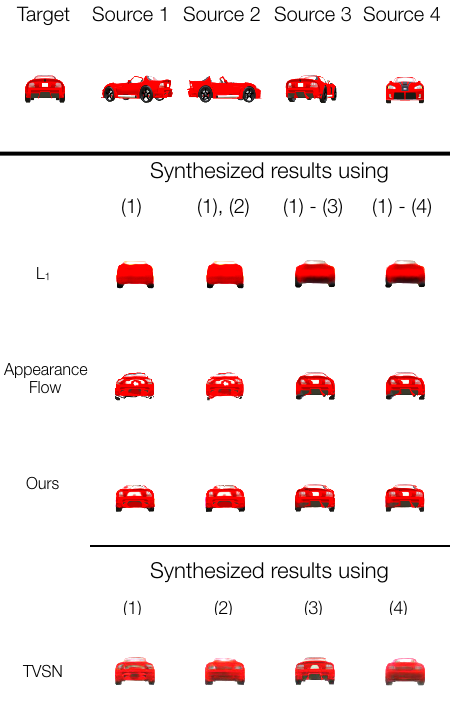 Target Source 1 Source 2 Source 3 Source 4
Synthesized results using
(1) (1), (2) (1) - (3) (1) - (4)
L₁
Appearance
Flow
Ours
Synthesized results using
(1) (2) (3) (4)
TVSN